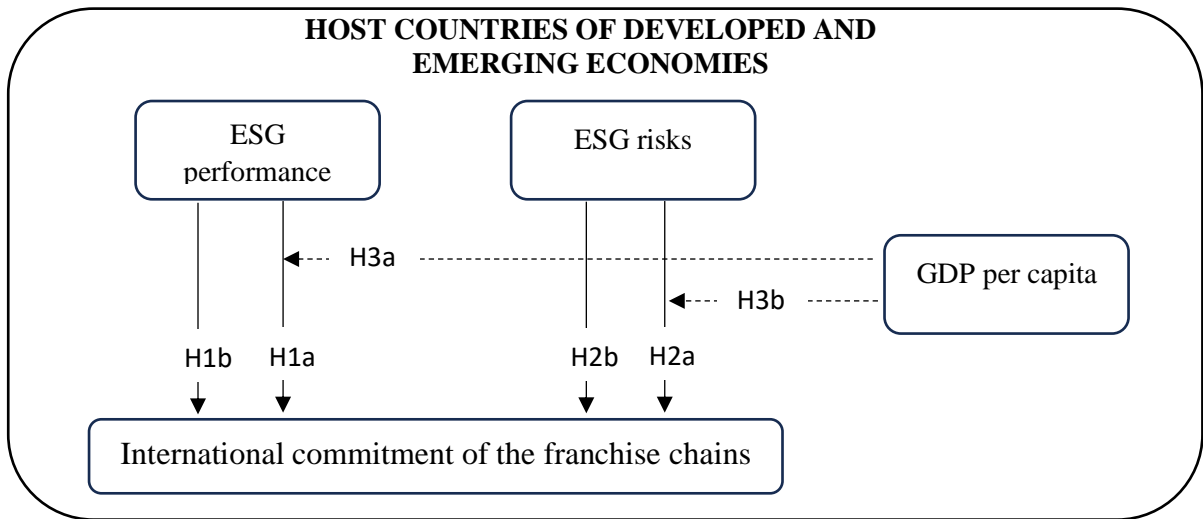 HOST COUNTRIES OF DEVELOPED AND
EMERGING ECONOMIES
ESG
performance
ESG risks
H3a
GDP per capita
H3b
H1b
H1a
H2b
H2a
International commitment of the franchise chains